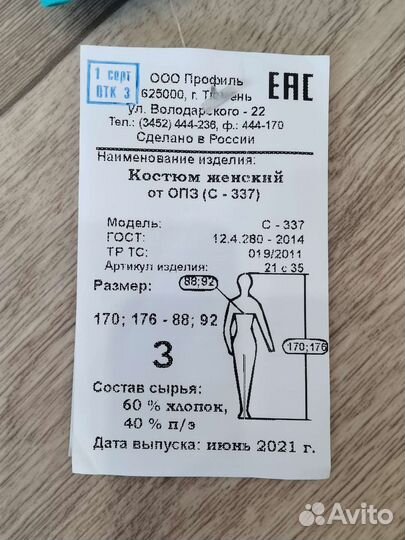 1 сорт
ОТК 3
ООО Профиль
625000, г. Тюмень
ул. Володарского - 22
Тел.: (3452) 444-236, ф.: 444-170
Сделано в России
EAC
Наименование изделия:
Костюм женский
от ОПЗ (С - 337)
Модель: С - 337
ГОСТ: 12.4.280 - 2014
ТР ТС: 019/2011
Артикул изделия: 21 с 35
Размер:
88;92
170; 176 - 88; 92
170;176
3
Состав сырья:
60 % хлопок,
40 % п/э
Дата выпуска: июнь 2021 г.
Avito